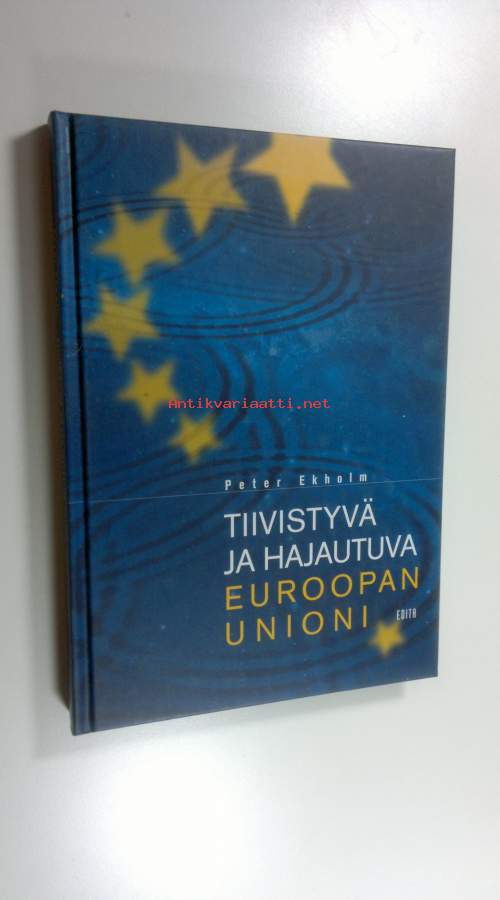 Antikvariaatti.net
Peter Ekholm
TIIVISTYVÄ
JA HAJAUTUVA
EUROOPAN
UNIONI
EDITA